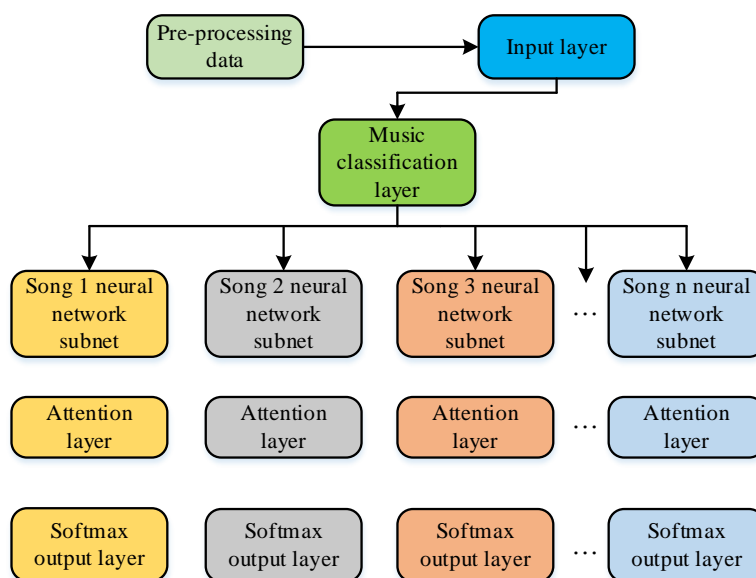 Pre-processing
data
Input layer
Music
classification
layer
Song 1 neural
network
subnet
Song 2 neural
network
subnet
Song 3 neural
network
subnet
...
Song n neural
network
subnet
Attention
layer
Attention
layer
Attention
layer
...
Attention
layer
Softmax
output layer
Softmax
output layer
Softmax
output layer
...
Softmax
output layer